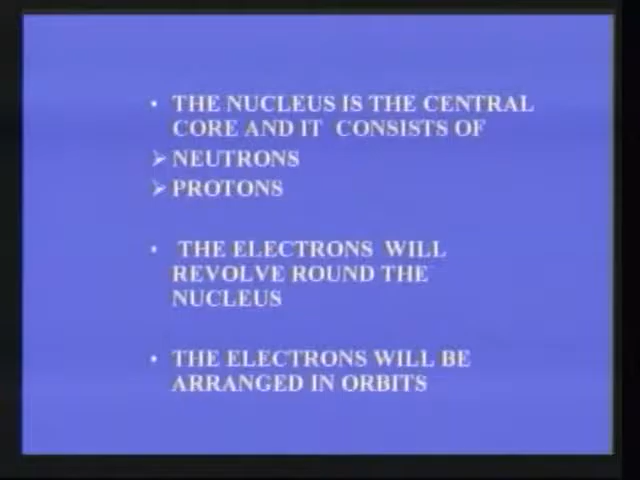 • THE NUCLEUS IS THE CENTRAL
CORE AND IT CONSISTS OF
➢ NEUTRONS
➢ PROTONS
• THE ELECTRONS WILL
REVOLVE ROUND THE
NUCLEUS
• THE ELECTRONS WILL BE
ARRANGED IN ORBITS